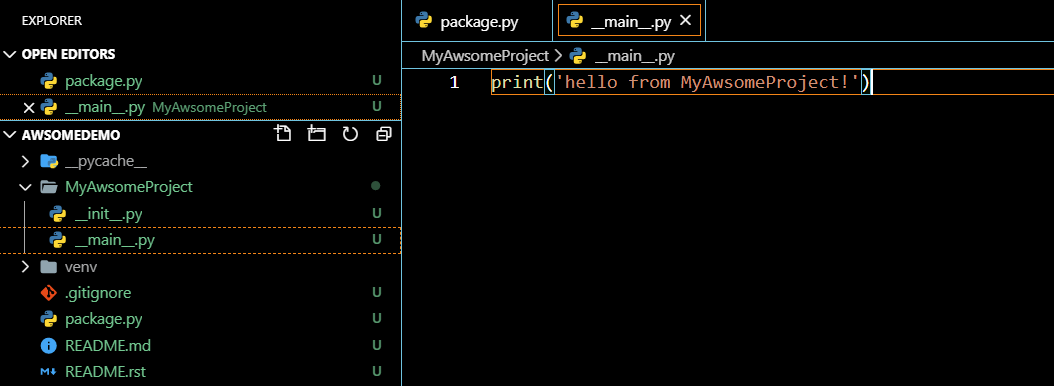 EXPLORER
OPEN EDITORS
package.py U
__main__.py MyAwsomeProject U
AWSOMEDEMO
__pycache__
MyAwsomeProject
__init__.py U
__main__.py U
venv
.gitignore U
package.py U
README.md U
README.rst U
package.py __main__.py
MyAwsomeProject > __main__.py
1 print('hello from MyAwsomeProject!')